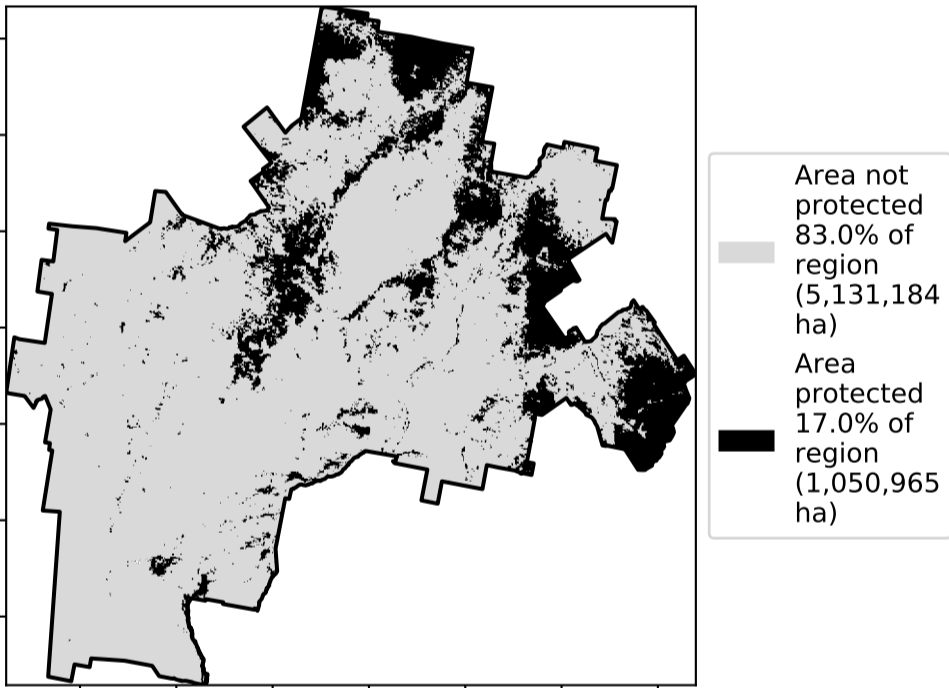 Area not
protected
83.0% of
region
(5,131,184
ha)
Area
protected
17.0% of
region
(1,050,965
ha)